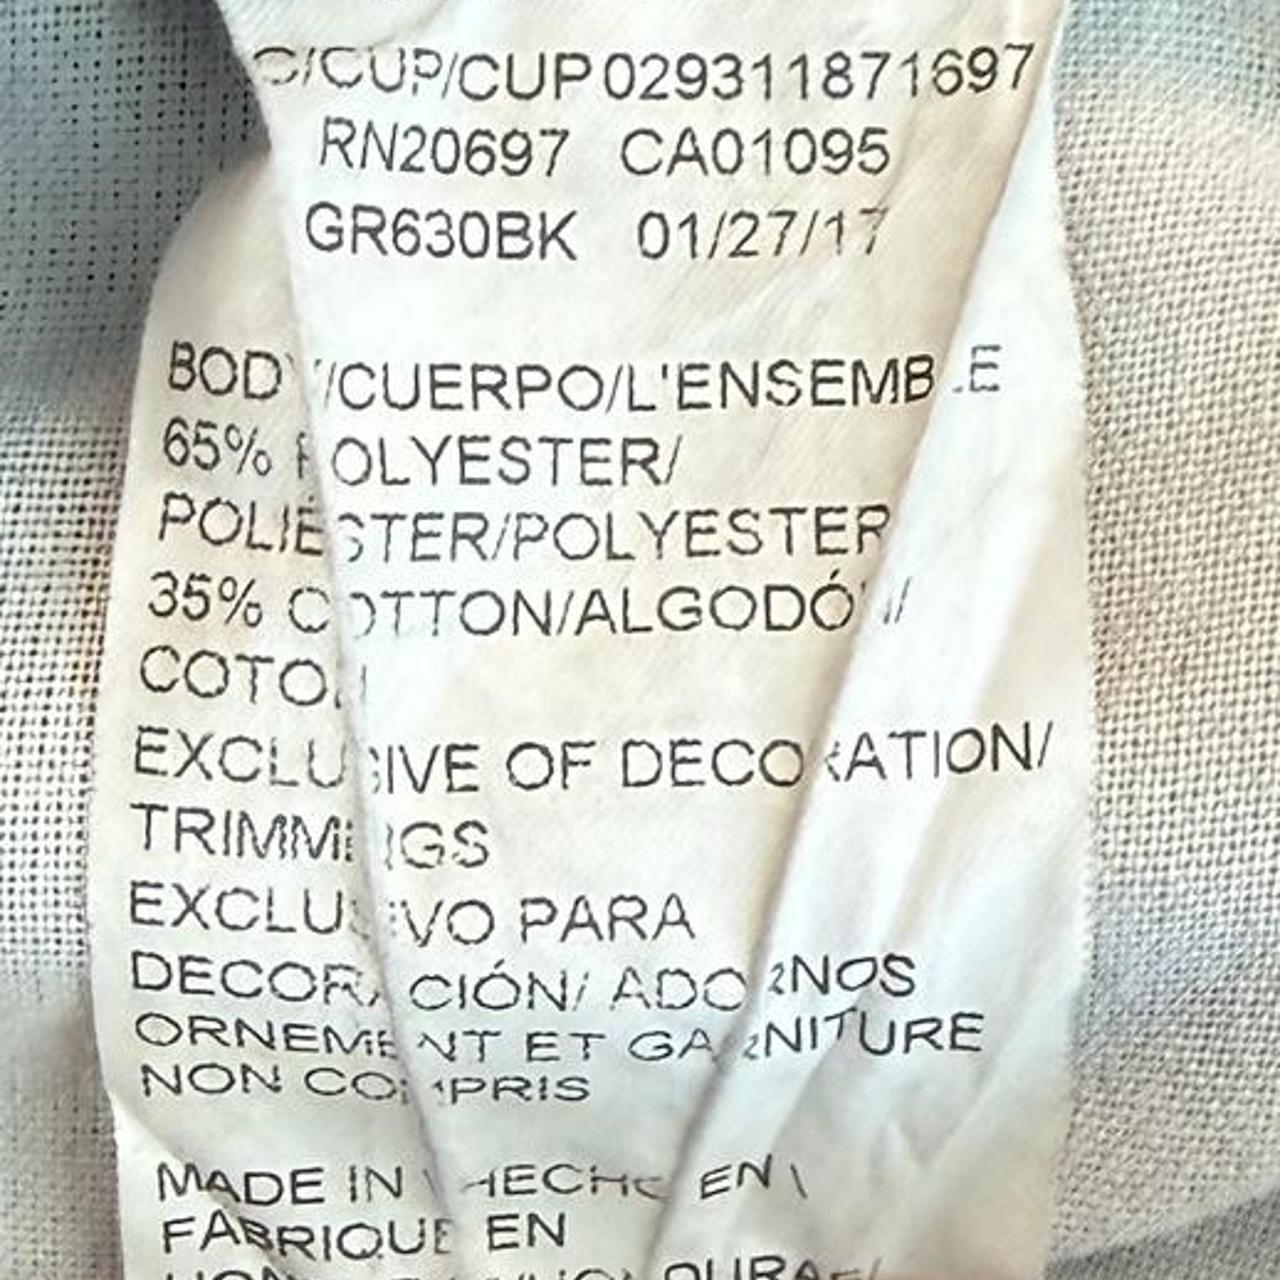 C/CUP/CUP 029311871697
RN20697 CA01095
GR630BK 01/27/17
BODY/CUERPO/L'ENSEMBLE
65% POLYESTER/
POLIÉSTER/POLYESTER
35% COTTON/ALGODÓN/
COTON
EXCLUSIVE OF DECORATION/
TRIMMINGS
EXCLUSIVO PARA
DECORACIÓN/ ADORNOS
ORNEMENT ET GARNITURE
NON COMPRIS
MADE IN \ HECHO EN \
FABRIQUE EN